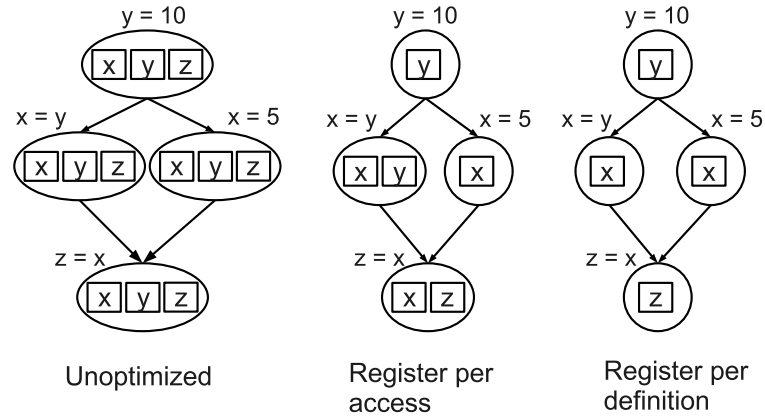 y = 10
x y z
x = y
x = 5
x y z
x y z
z = x
x y z
Unoptimized
y = 10
y
x = y
x = 5
x y
x
z = x
x z
Register per
access
y = 10
y
x = y
x = 5
x
x
z = x
z
Register per
definition